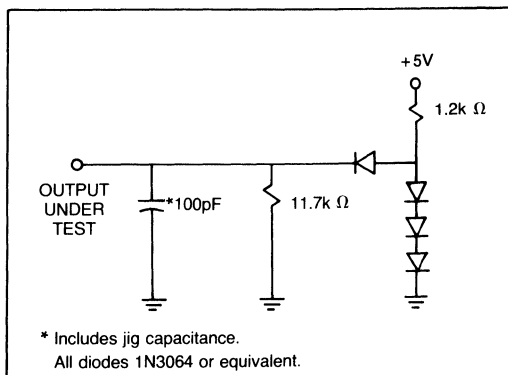 +5V
1.2k Ω
OUTPUT
UNDER
TEST
*100pF
11.7k Ω
* Includes jig capacitance.
All diodes 1N3064 or equivalent.